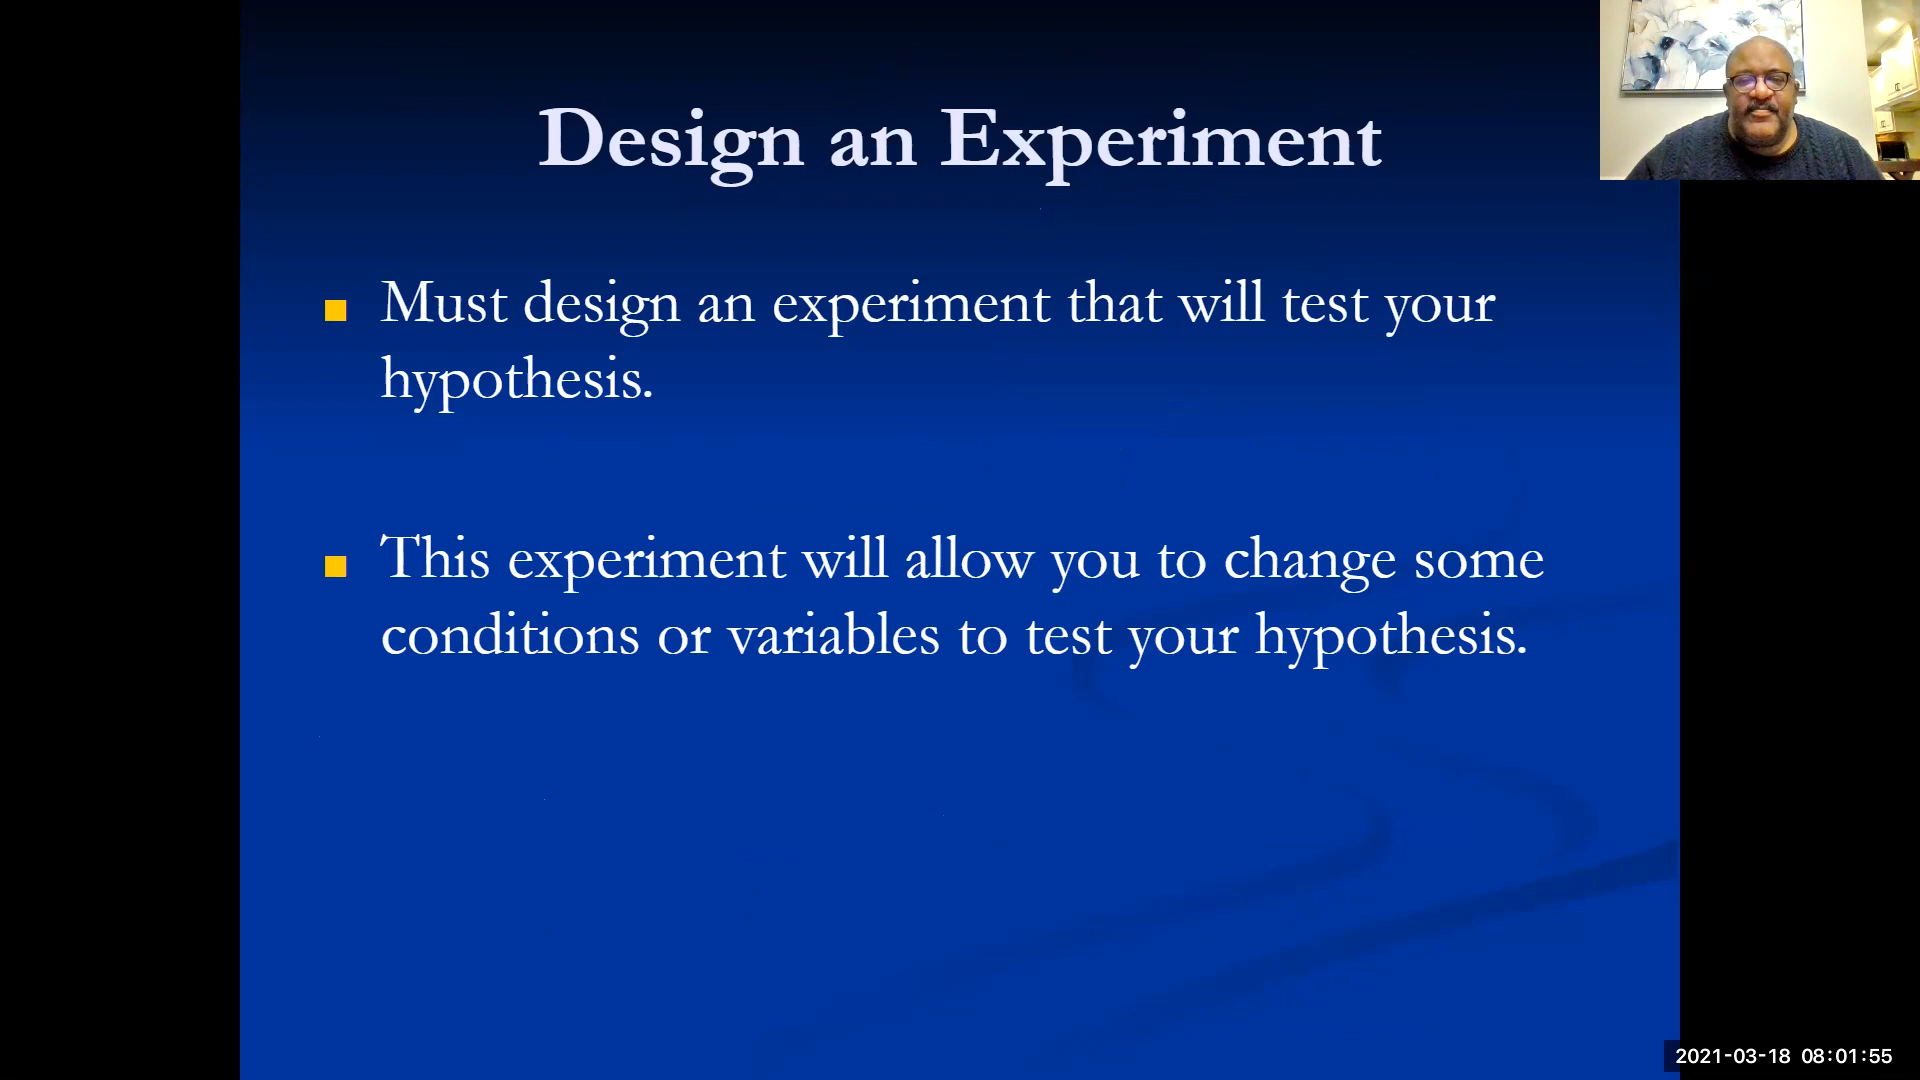 Design an Experiment
Must design an experiment that will test your
hypothesis.
This experiment will allow you to change some
conditions or variables to test your hypothesis.
2021-03-18 08:01:55